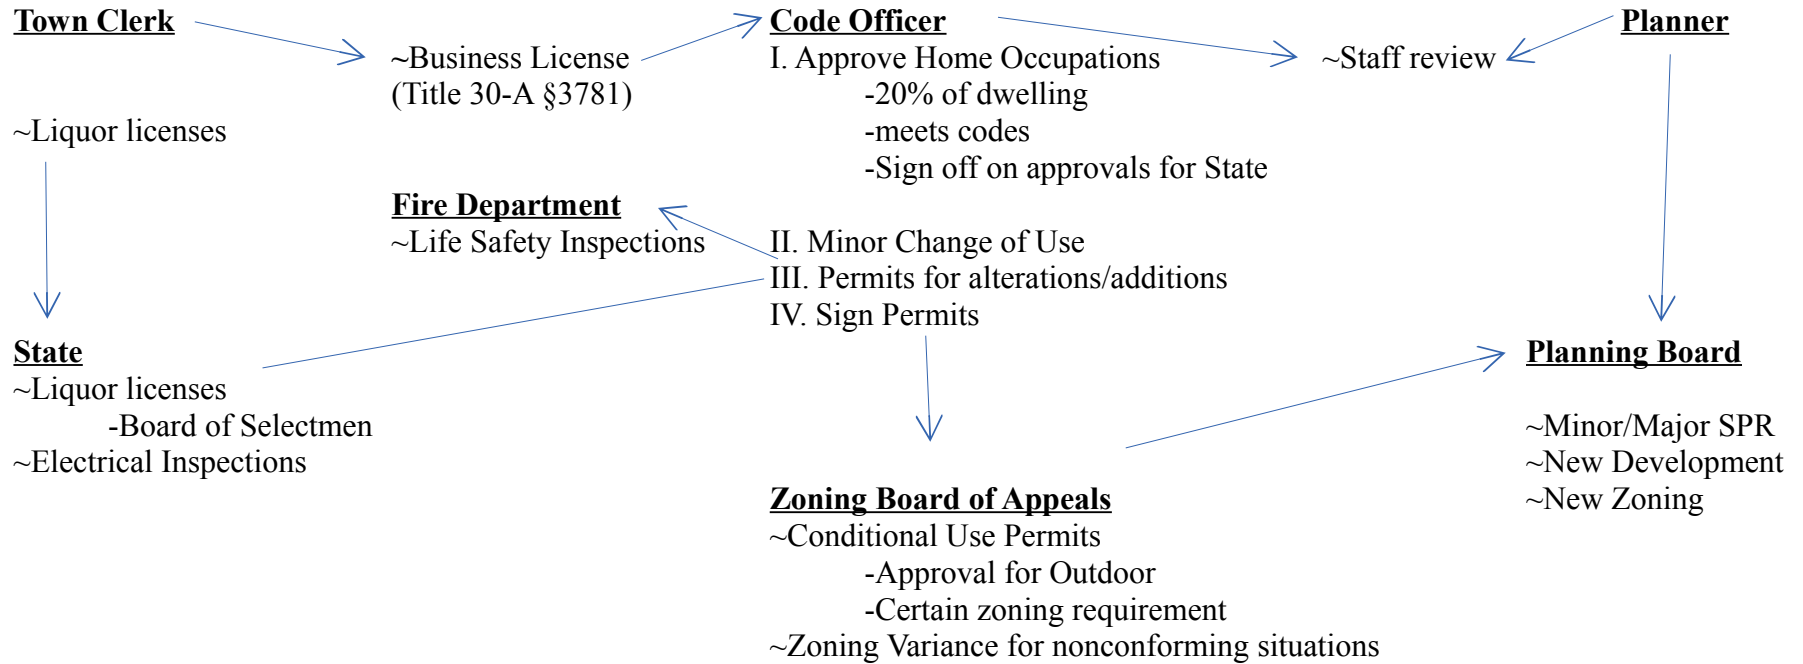 Town Clerk
~Business License
(Title 30-A §3781)
~Liquor licenses
Code Officer
I. Approve Home Occupations
-20% of dwelling
-meets codes
-Sign off on approvals for State
~Staff review
Planner
Fire Department
~Life Safety Inspections
II. Minor Change of Use
III. Permits for alterations/additions
IV. Sign Permits
State
~Liquor licenses
-Board of Selectmen
~Electrical Inspections
Planning Board
~Minor/Major SPR
~New Development
~New Zoning
Zoning Board of Appeals
~Conditional Use Permits
-Approval for Outdoor
-Certain zoning requirement
~Zoning Variance for nonconforming situations